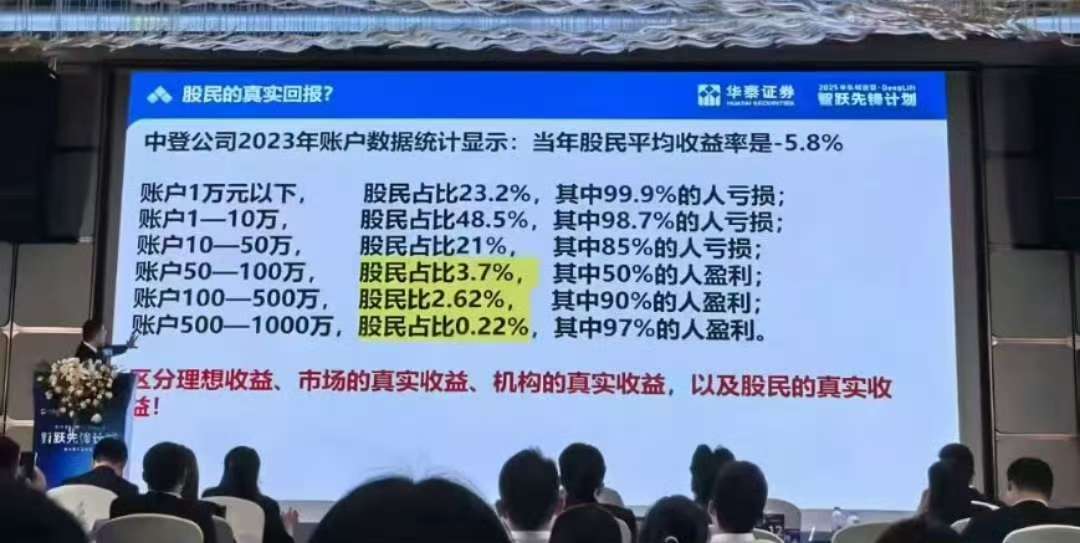 股民的真实回报?
华泰证券
HUATAI SECURITIES
智跃先锋计划
中登公司2023年账户数据统计显示:当年股民平均收益率是-5.8%
账户1万元以下, 股民占比23.2%,其中99.9%的人亏损;
账户1—10万, 股民占比48.5%,其中98.7%的人亏损;
账户10—50万, 股民占比21%, 其中85%的人亏损;
账户50—100万, 股民占比3.7%, 其中50%的人盈利;
账户100—500万, 股民比2.62%, 其中90%的人盈利;
账户500—1000万,股民占比0.22%,其中97%的人盈利。
区分理想收益、市场的真实收益、机构的真实收益,以及股民的真实收
益!
智跃先锋计划